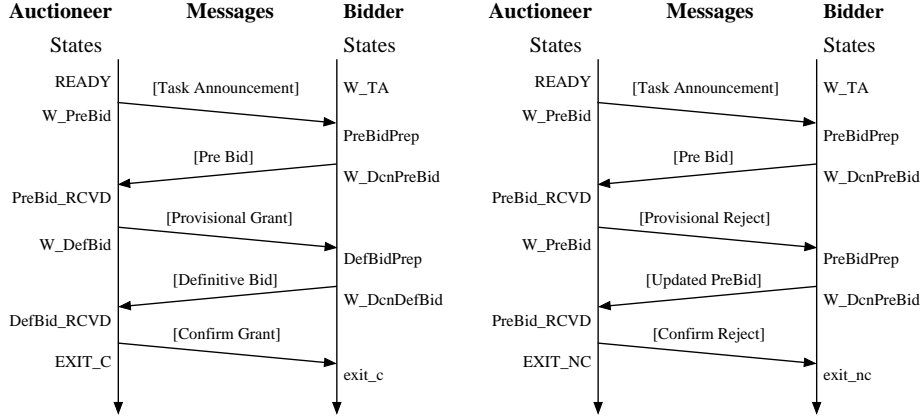 Auctioneer Messages Bidder
States States
READY [Task Announcement] W_TA
W_PreBid
PreBidPrep
[Pre Bid]
W_DcnPreBid
PreBid_RCVD
[Provisional Grant]
W_DefBid
DefBidPrep
[Definitive Bid]
W_DcnDefBid
DefBid_RCVD
[Confirm Grant]
EXIT_C
exit_c
Auctioneer Messages Bidder
States States
READY [Task Announcement] W_TA
W_PreBid
PreBidPrep
[Pre Bid]
W_DcnPreBid
PreBid_RCVD
[Provisional Reject]
W_PreBid
PreBidPrep
[Updated PreBid]
W_DcnPreBid
PreBid_RCVD
[Confirm Reject]
EXIT_NC
exit_nc